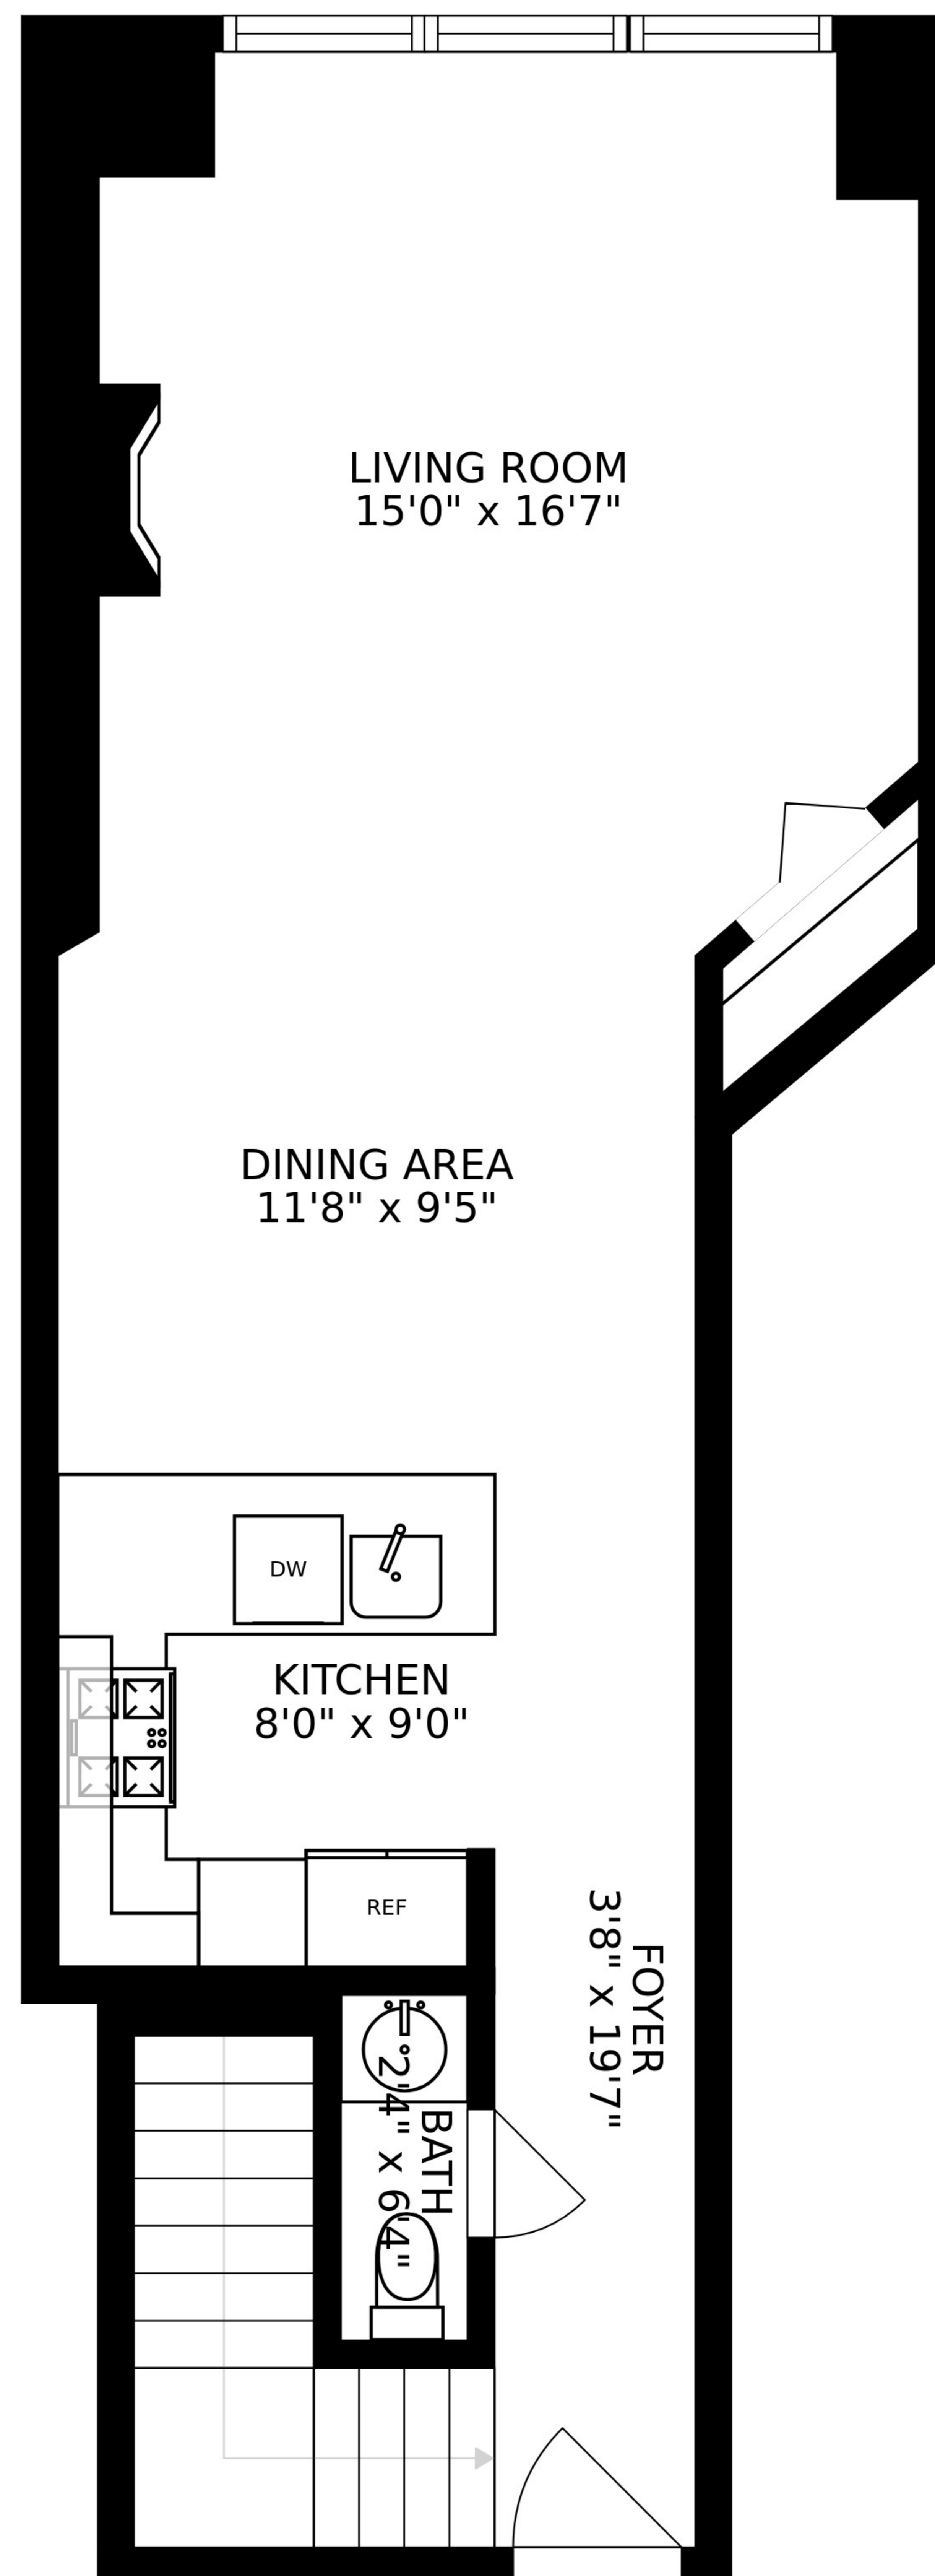 LIVING ROOM
15'0" x 16'7"
DINING AREA
11'8" x 9'5"
DW
KITCHEN
8'0" x 9'0"
REF
FOYER
3'8" x 19'7"
BATH
2'4" x 6'4"